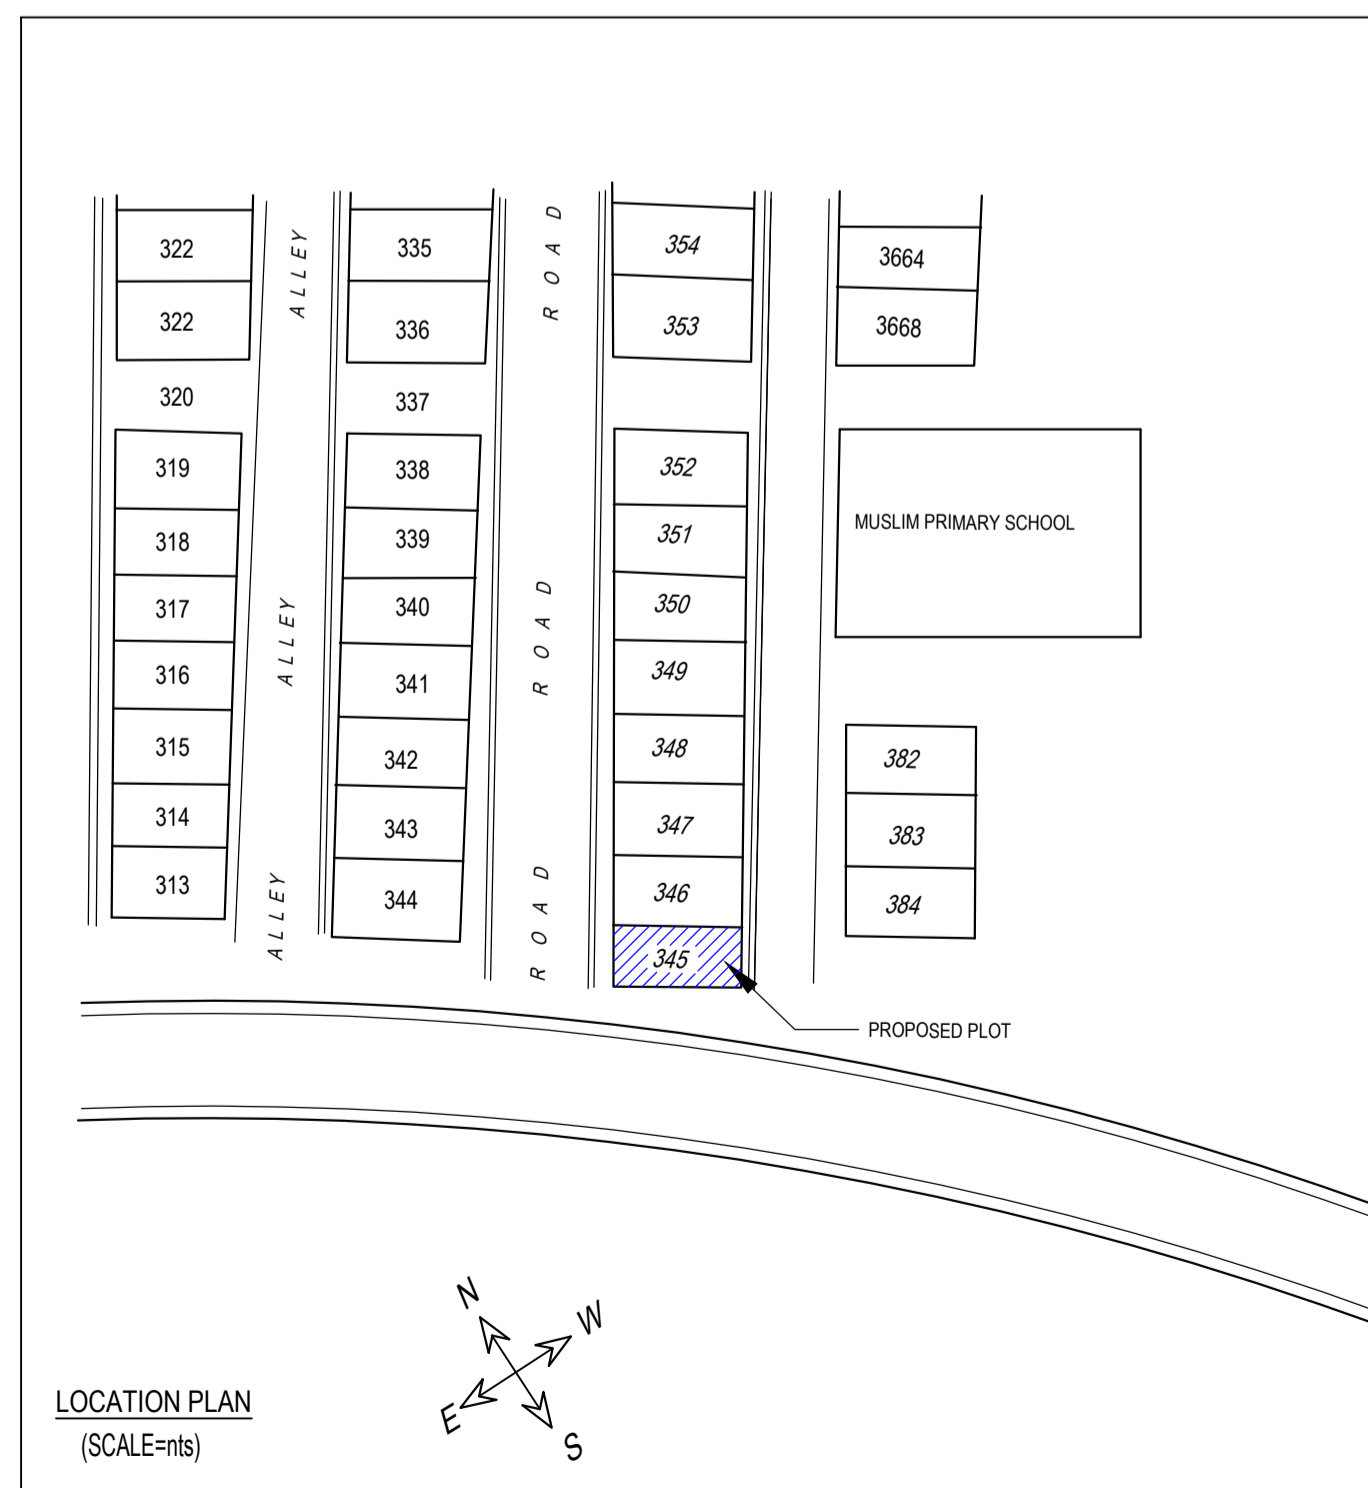 322
322
320
319
318
317
316
315
314
313
ALLEY
ALLEY
ALLEY
335
336
337
338
339
340
341
342
343
344
ROAD
ROAD
ROAD
354
353
352
351
350
349
348
347
346
345
PROPOSED PLOT
3664
3668
MUSLIM PRIMARY SCHOOL
382
383
384
N
W
E
S
LOCATION PLAN
(SCALE=nts)